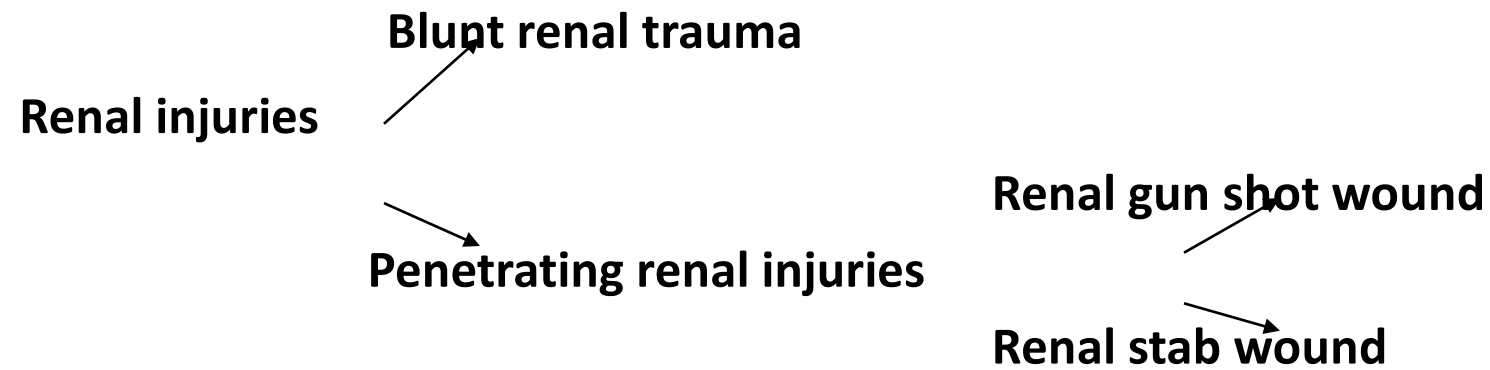 Blunt renal trauma
Renal injuries
Renal gun shot wound
Penetrating renal injuries
Renal stab wound